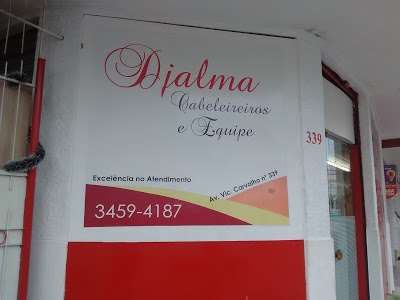 Djalma
Cabeleireiros
e Equipe
339
Excelência no Atendimento
Av. Vic. Carvalho nº 339
3459-4187